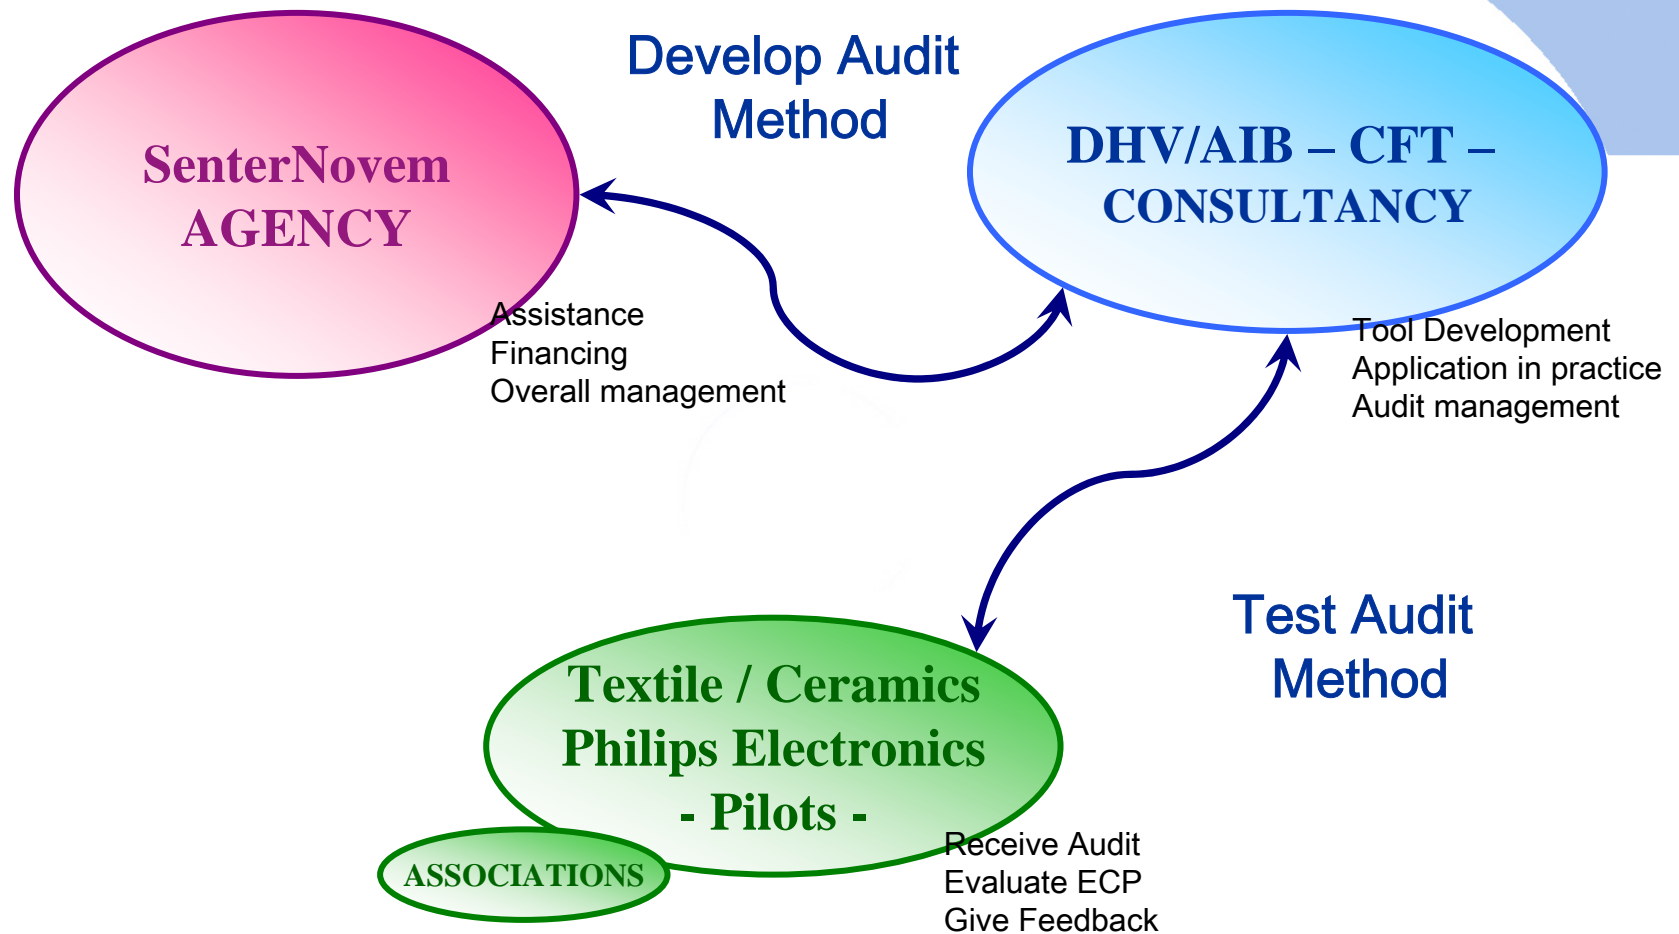 Develop Audit
Method
SenterNovem
AGENCY
DHV/AIB – CFT –
CONSULTANCY
Assistance
Financing
Overall management
Tool Development
Application in practice
Audit management
Test Audit
Method
Textile / Ceramics
Philips Electronics
- Pilots -
ASSOCIATIONS
Receive Audit
Evaluate ECP
Give Feedback